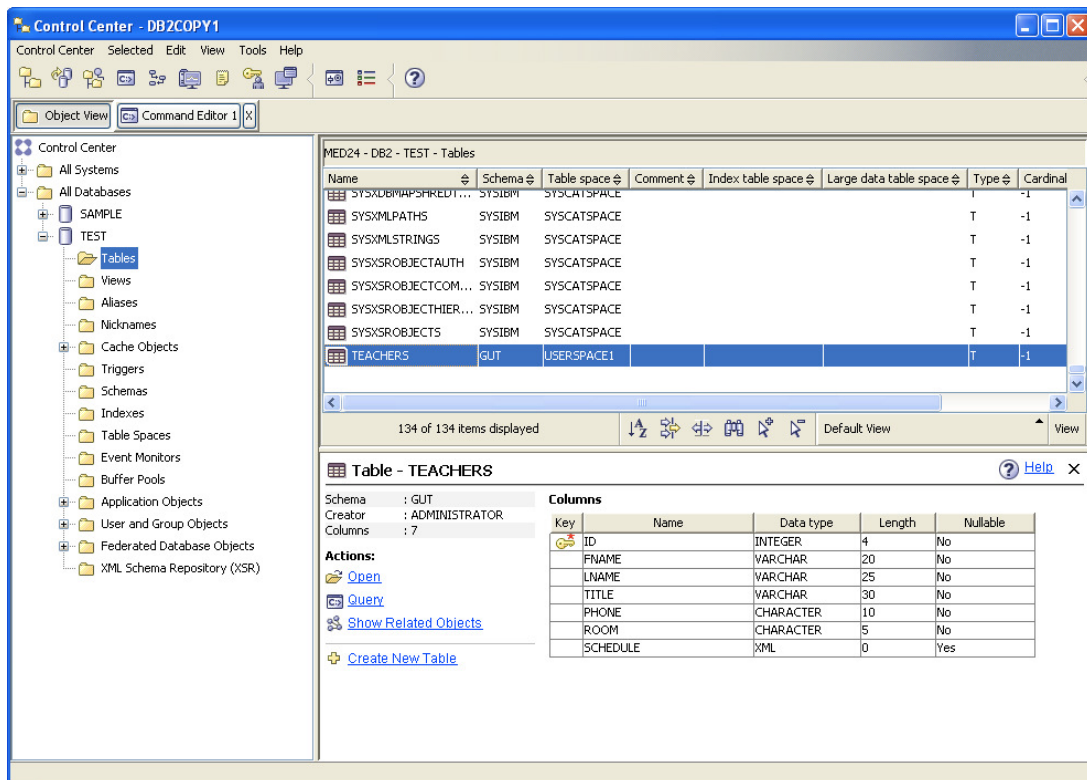 Control Center - DB2COPY1
Control Center Selected Edit View Tools Help
Object View Command Editor 1 X
Control Center
All Systems
All Databases
SAMPLE
TEST
Tables
Views
Aliases
Nicknames
Cache Objects
Triggers
Schemas
Indexes
Table Spaces
Event Monitors
Buffer Pools
Application Objects
User and Group Objects
Federated Database Objects
XML Schema Repository (XSR)
MED24 - DB2 - TEST - Tables
Name Schema Table space Comment Index table space Large data table space Type Cardinal
SYSXDBMAPSHREDT... SYSIBM SYSCATSPACE T -1
SYSXMLPATHS SYSIBM SYSCATSPACE T -1
SYSXMLSTRINGS SYSIBM SYSCATSPACE T -1
SYSXSROBJECTAUTH SYSIBM SYSCATSPACE T -1
SYSXSROBJECTCOM... SYSIBM SYSCATSPACE T -1
SYSXSROBJECTHIER... SYSIBM SYSCATSPACE T -1
SYSXSROBJECTS SYSIBM SYSCATSPACE T -1
TEACHERS GUT USERSPACE1 T -1
134 of 134 items displayed Default View View
Table - TEACHERS Help
Schema : GUT
Creator : ADMINISTRATOR
Columns : 7
Actions:
Open
Query
Show Related Objects
Create New Table
Columns
Key Name Data type Length Nullable
ID INTEGER 4 No
FNAME VARCHAR 20 No
LNAME VARCHAR 25 No
TITLE VARCHAR 30 No
PHONE CHARACTER 10 No
ROOM CHARACTER 5 No
SCHEDULE XML 0 Yes